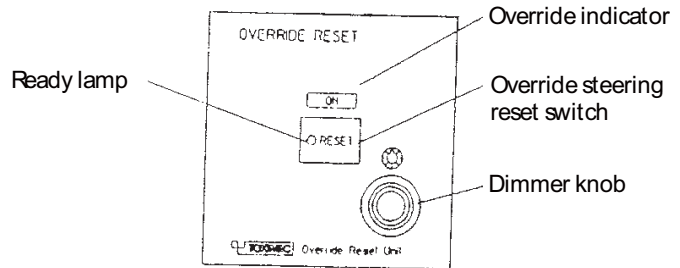 Override indicator
OVERRIDE RESET
Ready lamp
ON
Override steering
reset switch
RESET
Dimmer knob
TOKIMEC Override Reset Unit